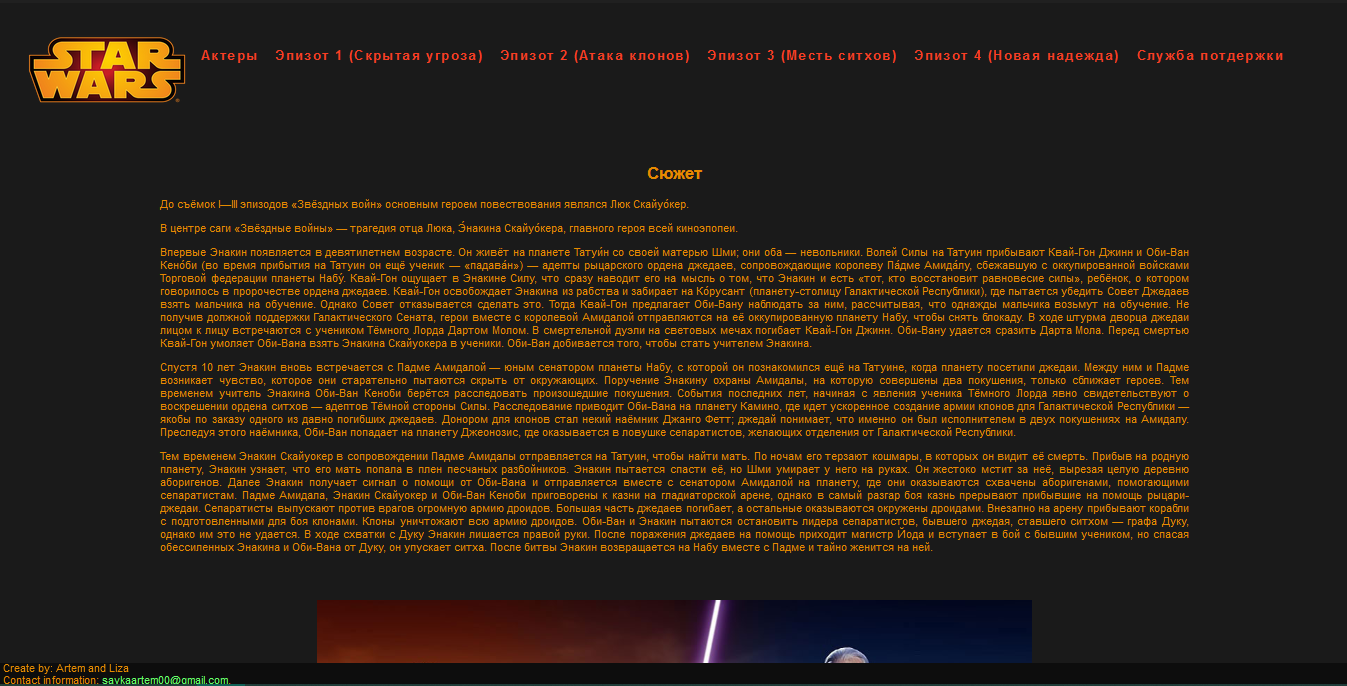 STAR
WARS
Актеры Эпизот 1 (Скрытая угроза) Эпизот 2 (Атака клонов) Эпизот 3 (Месть ситхов) Эпизот 4 (Новая надежда) Служба потдержки
Сюжет
До съёмок I—III эпизодов «Звёздных войн» основным героем повествования являлся Люк Скайуо́кер.
В центре саги «Звёздные войны» — трагедия отца Люка, Э́накина Скайуо́кера, главного героя всей киноэпопеи.
Впервые Энакин появляется в девятилетнем возрасте. Он живёт на планете Татуи́н со своей матерью Шми; они оба — невольники. Волей Силы на Татуин прибывают Квай-Гон Джинн и Оби-Ван
Кено́би (во время прибытия на Татуин он ещё ученик — «падава́н») — адепты рыцарского ордена джедаев, сопровождающие королеву Па́дме Амида́лу, сбежавшую с оккупированной войсками
Торговой федерации планеты Набу́. Квай-Гон ощущает в Энакине Силу, что сразу наводит его на мысль о том, что Энакин и есть «тот, кто восстановит равновесие силы», ребёнок, о котором
говорилось в пророчестве ордена джедаев. Квай-Гон освобождает Энакина из рабства и забирает на Ко́русант (планету-столицу Галактической Республики), где пытается убедить Совет Джедаев
взять мальчика на обучение. Однако Совет отказывается сделать это. Тогда Квай-Гон предлагает Оби-Вану наблюдать за ним, рассчитывая, что однажды мальчика возьмут на обучение. Не
получив должной поддержки Галактического Сената, герои вместе с королевой Амидалой отправляются на её оккупированную планету Набу, чтобы снять блокаду. В ходе штурма дворца джедаи
лицом к лицу встречаются с учеником Тёмного Лорда Дартом Молом. В смертельной дуэли на световых мечах погибает Квай-Гон Джинн. Оби-Вану удается сразить Дарта Мола. Перед смертью
Квай-Гон умоляет Оби-Вана взять Энакина Скайуокера в ученики. Оби-Ван добивается того, чтобы стать учителем Энакина.
Спустя 10 лет Энакин вновь встречается с Падме Амидалой — юным сенатором планеты Набу, с которой он познакомился ещё на Татуине, когда планету посетили джедаи. Между ним и Падме
возникает чувство, которое они старательно пытаются скрыть от окружающих. Поручение Энакину охраны Амидалы, на которую совершены два покушения, только сближает героев. Тем
временем учитель Энакина Оби-Ван Кеноби берётся расследовать произошедшие покушения. События последних лет, начиная с явления ученика Тёмного Лорда явно свидетельствуют о
воскрешении ордена ситхов — адептов Тёмной стороны Силы. Расследование приводит Оби-Вана на планету Камино, где идет ускоренное создание армии клонов для Галактической Республики —
якобы по заказу одного из давно погибших джедаев. Донором для клонов стал некий наёмник Джанго Фетт; джедай понимает, что именно он был исполнителем в двух покушениях на Амидалу.
Преследуя этого наёмника, Оби-Ван попадает на планету Джеонозис, где оказывается в ловушке сепаратистов, желающих отделения от Галактической Республики.
Тем временем Энакин Скайуокер в сопровождении Падме Амидалы отправляется на Татуин, чтобы найти мать. По ночам его терзают кошмары, в которых он видит её смерть. Прибыв на родную
планету, Энакин узнает, что его мать попала в плен песчаных разбойников. Энакин пытается спасти её, но Шми умирает у него на руках. Он жестоко мстит за неё, вырезая целую деревню
аборигенов. Далее Энакин получает сигнал о помощи от Оби-Вана и отправляется вместе с сенатором Амидалой на планету, где они оказываются схвачены аборигенами, помогающими
сепаратистам. Падме Амидала, Энакин Скайуокер и Оби-Ван Кеноби приговорены к казни на гладиаторской арене, однако в самый разгар боя казнь прерывают прибывшие на помощь рыцари-
джедаи. Сепаратисты выпускают против врагов огромную армию дроидов. Большая часть джедаев погибает, а остальные оказываются окружены дроидами. Внезапно на арену прибывают корабли
с подготовленными для боя клонами. Клоны уничтожают всю армию дроидов. Оби-Ван и Энакин пытаются остановить лидера сепаратистов, бывшего джедая, ставшего ситхом — графа Дуку,
однако им это не удается. В ходе схватки с Дуку Энакин лишается правой руки. После поражения джедаев на помощь приходит магистр Йода и вступает в бой с бывшим учеником, но спасая
обессиленных Энакина и Оби-Вана от Дуку, он упускает ситха. После битвы Энакин возвращается на Набу вместе с Падме и тайно женится на ней.
Create by: Artem and Liza
Contact information: savkaartem00@gmail.com.